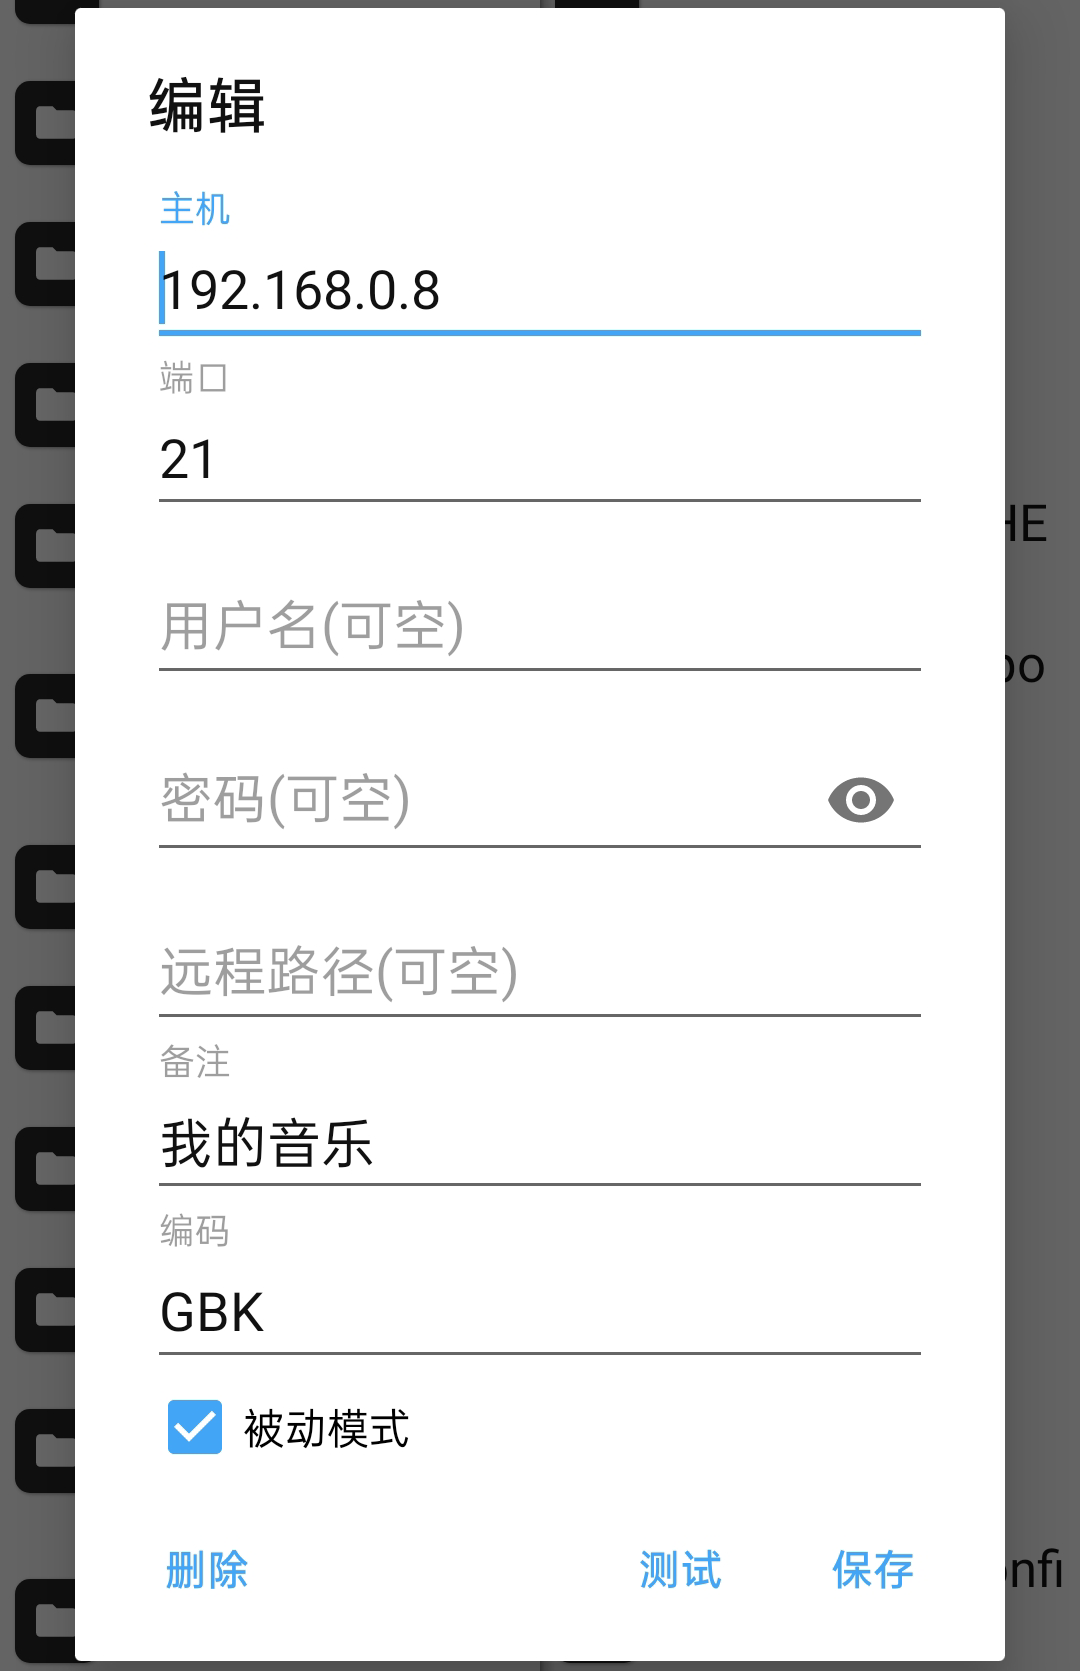 编辑
主机
192.168.0.8
端口
21
HE
用户名(可空)
oo
密码(可空)
远程路径(可空)
备注
我的音乐
编码
GBK
被动模式
删除 测试 保存
onfi